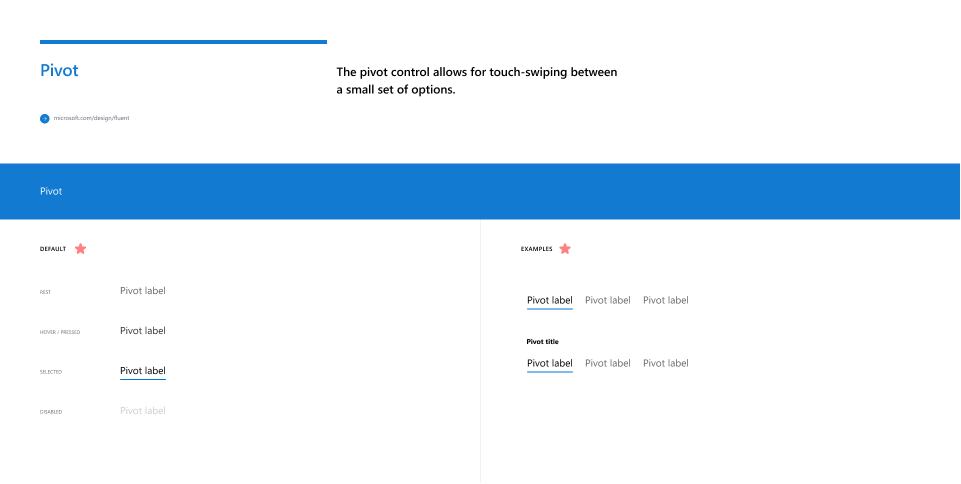 Pivot
The pivot control allows for touch-swiping between
a small set of options.
microsoft.com/design/fluent
Pivot
DEFAULT
REST
Pivot label
HOVER / PRESSED
Pivot label
SELECTED
Pivot label
DISABLED
Pivot label
EXAMPLES
Pivot label Pivot label Pivot label
Pivot title
Pivot label Pivot label Pivot label